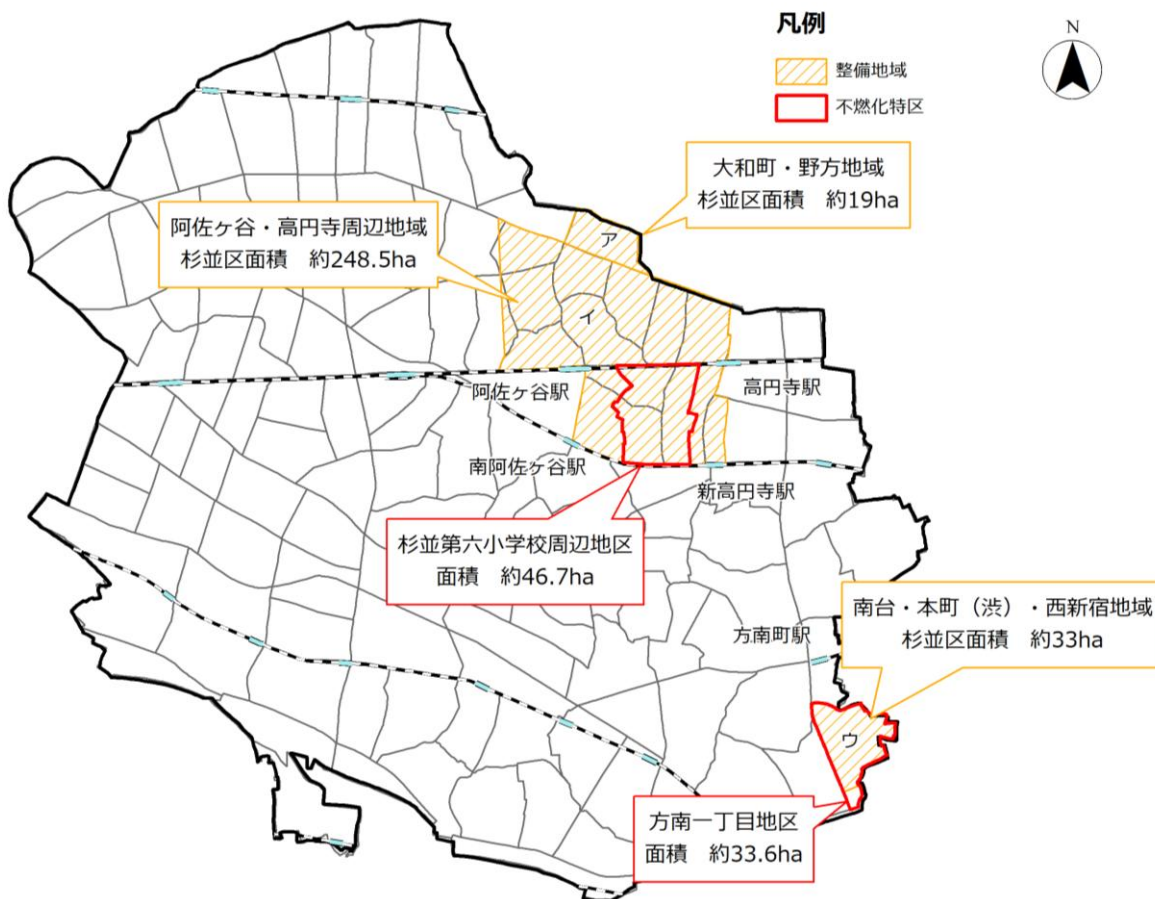 凡例
N
整備地域
不燃化特区
大和町・野方地域
杉並区面積　約19ha
阿佐ヶ谷・高円寺周辺地域
杉並区面積　約248.5ha
ア
イ
阿佐ヶ谷駅
高円寺駅
南阿佐ヶ谷駅
新高円寺駅
杉並第六小学校周辺地区
面積　約46.7ha
南台・本町（渋）・西新宿地域
杉並区面積　約33ha
方南町駅
ウ
方南一丁目地区
面積　約33.6ha